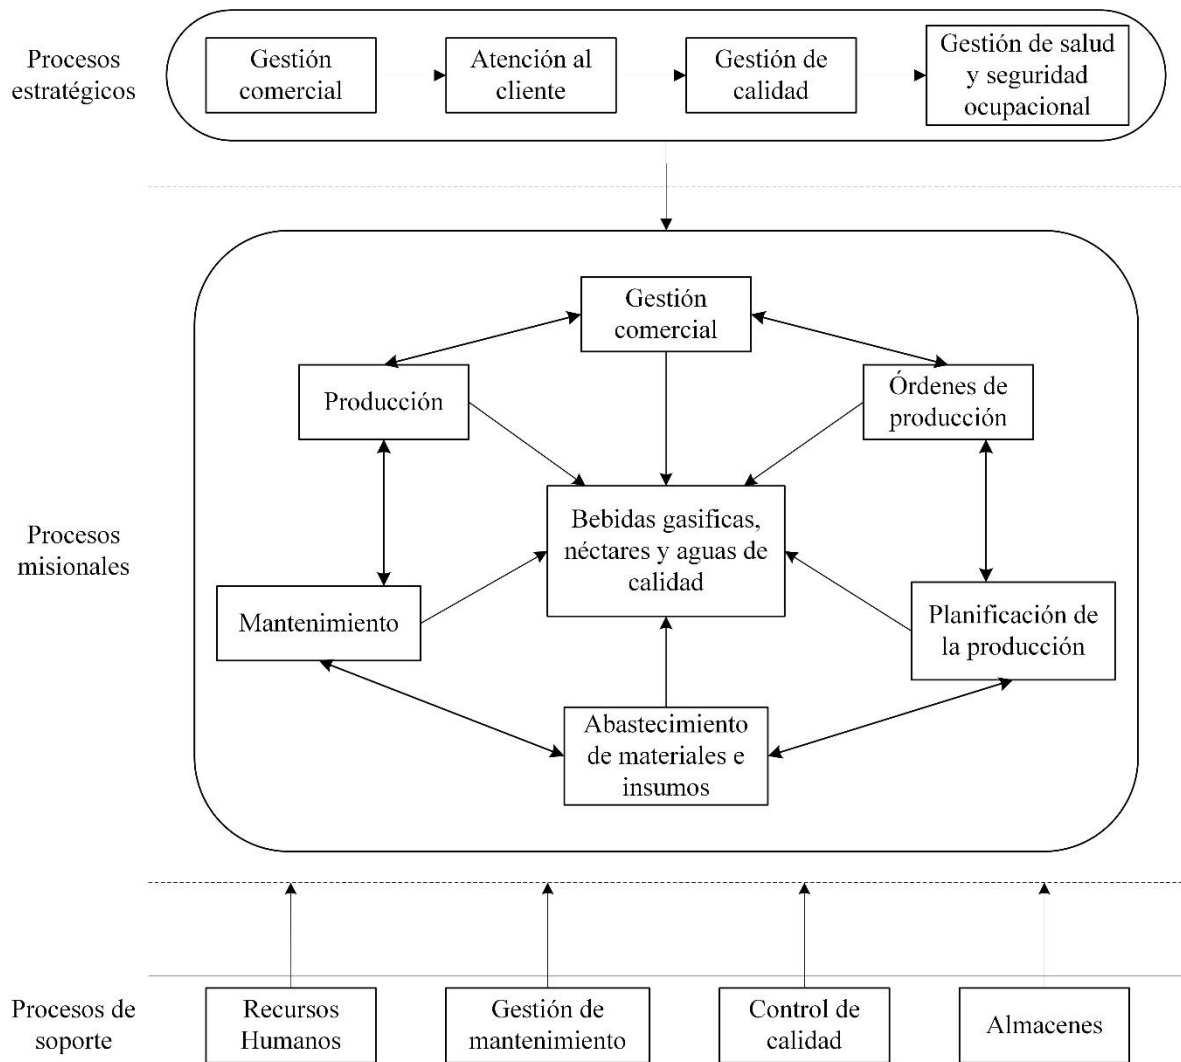 Procesos
estratégicos
Gestión
comercial
Atención al
cliente
Gestión de
calidad
Gestión de salud
y seguridad
ocupacional
Gestión
comercial
Producción
Órdenes de
producción
Procesos
misionales
Bebidas gasificas,
néctares y aguas de
calidad
Mantenimiento
Planificación de
la producción
Abastecimiento
de materiales e
insumos
Procesos de
soporte
Recursos
Humanos
Gestión de
mantenimiento
Control de
calidad
Almacenes